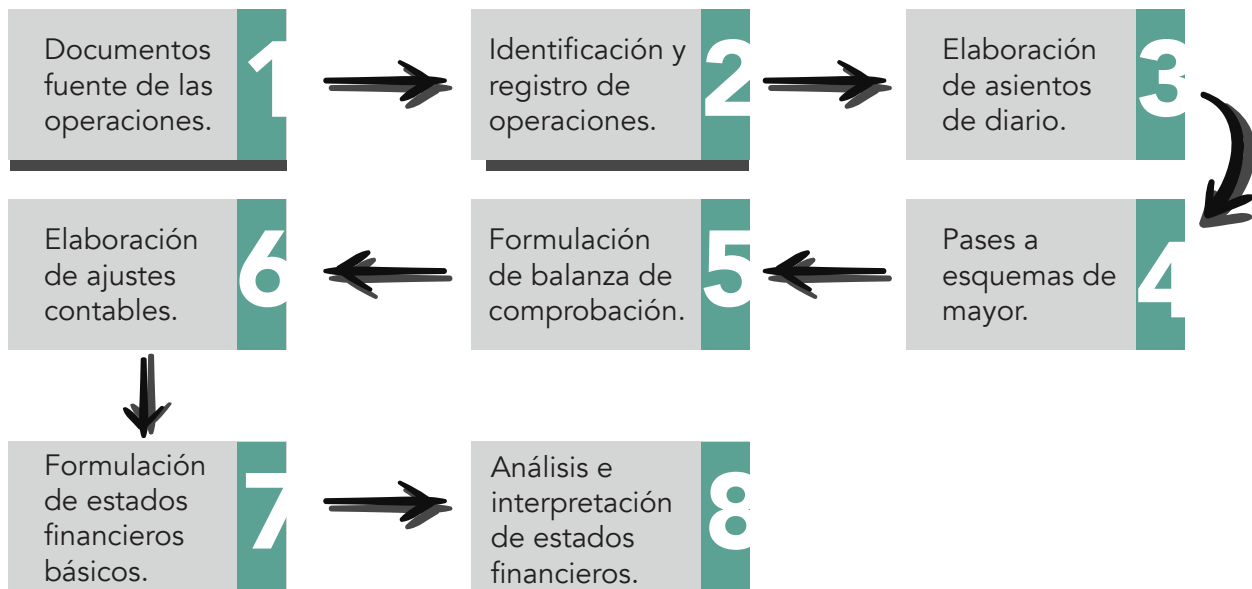 Documentos
fuente de las
operaciones.
1
Identificación y
registro de
operaciones.
2
Elaboración
de asientos
de diario.
3
Pases a
esquemas de
mayor.
4
Formulación
de balanza de
comprobación.
5
Elaboración
de ajustes
contables.
6
Formulación
de estados
financieros
básicos.
7
Análisis e
interpretación
de estados
financieros.
8